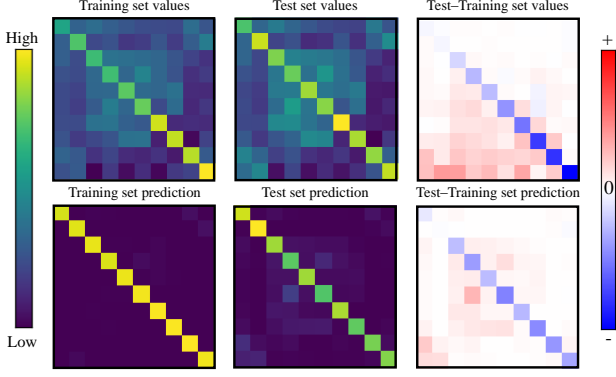 Training set values
Test set values
Test–Training set values
High
Low
+
0
-
Training set prediction
Test set prediction
Test–Training set prediction